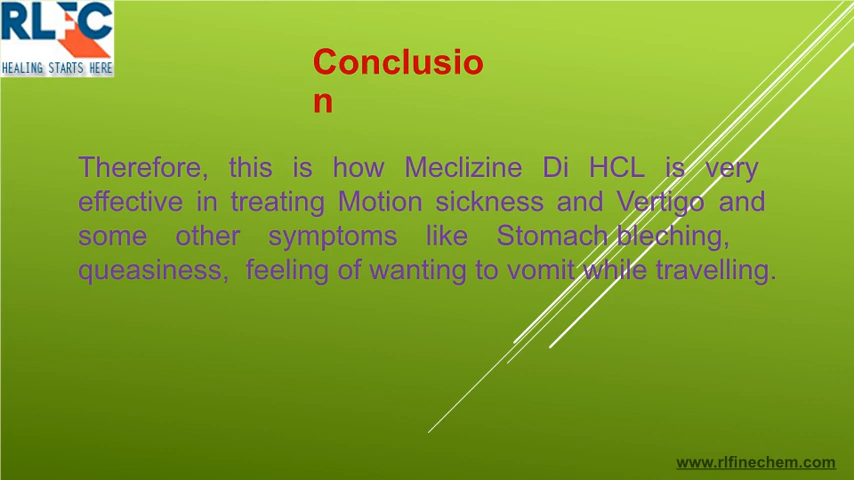 RLFC
HEALING STARTS HERE
Conclusio
n
Therefore, this is how Meclizine Di HCL is very
effective in treating Motion sickness and Vertigo and
some other symptoms like Stomach bleching,
queasiness, feeling of wanting to vomit while travelling.
www.rlfinechem.com